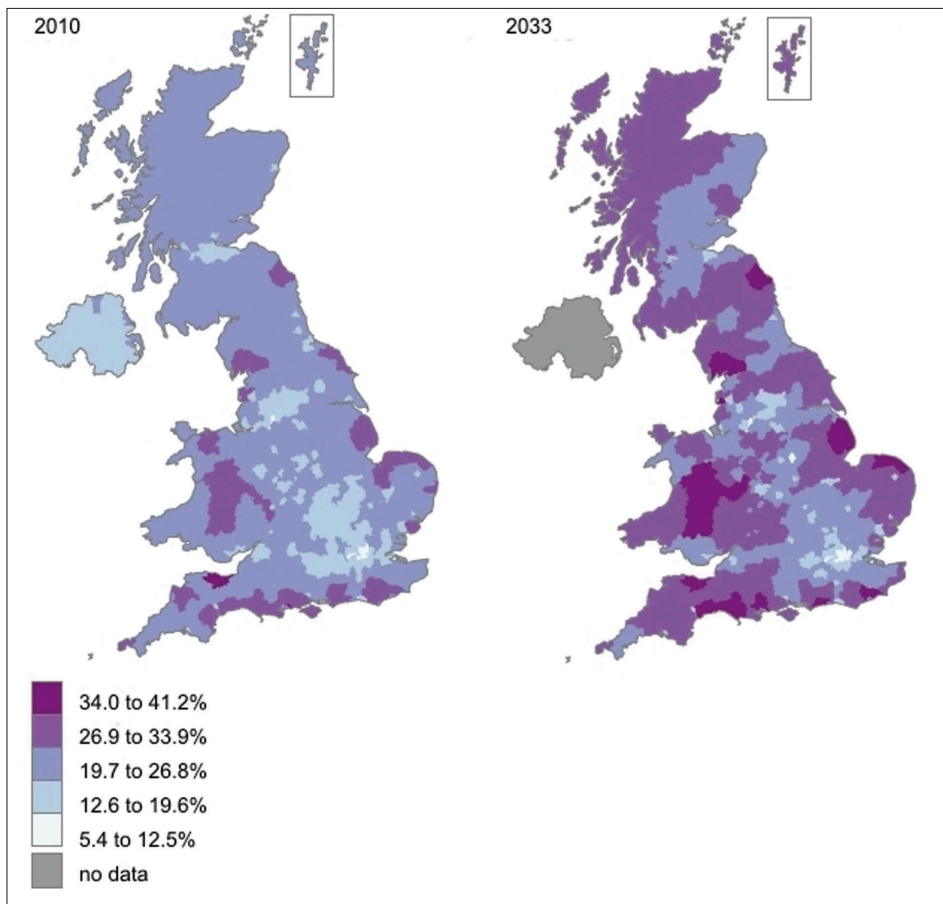 2010
2033
34.0 to 41.2%
26.9 to 33.9%
19.7 to 26.8%
12.6 to 19.6%
5.4 to 12.5%
no data